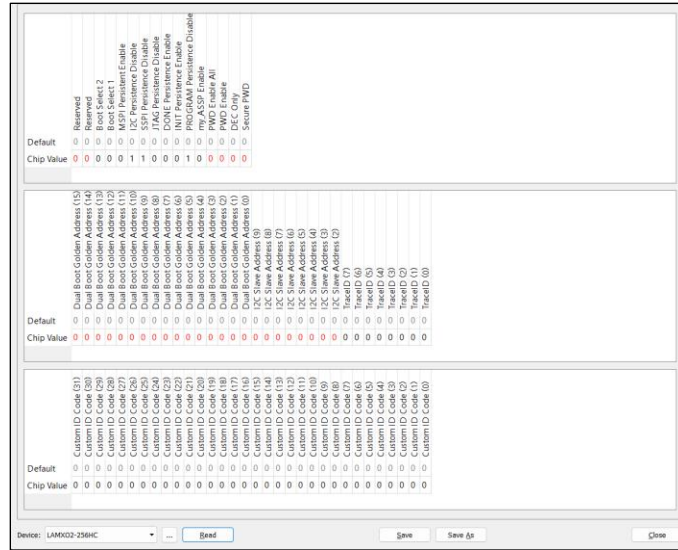 Reserved
Reserved
Boot Select 2
Boot Select 1
MSPI Persistent Enable
I2C Persistence Disable
SSPI Persistence Disable
JTAG Persistence Disable
DONE Persistence Enable
INIT Persistence Enable
PROGRAM Persistence Disable
my_ASSP Enable
PWD Enable All
PWD Enable
DEC Only
Secure PWD
Default 0 0 0 0 0 0 0 0 0 0 0 0 0 0 0 0
Chip Value 0 0 0 0 0 1 1 0 0 0 1 0 0 0 0 0
Dual Boot Golden Address (15)
Dual Boot Golden Address (14)
Dual Boot Golden Address (13)
Dual Boot Golden Address (12)
Dual Boot Golden Address (11)
Dual Boot Golden Address (10)
Dual Boot Golden Address (9)
Dual Boot Golden Address (8)
Dual Boot Golden Address (7)
Dual Boot Golden Address (6)
Dual Boot Golden Address (5)
Dual Boot Golden Address (4)
Dual Boot Golden Address (3)
Dual Boot Golden Address (2)
Dual Boot Golden Address (1)
Dual Boot Golden Address (0)
I2C Slave Address (9)
I2C Slave Address (8)
I2C Slave Address (7)
I2C Slave Address (6)
I2C Slave Address (5)
I2C Slave Address (4)
I2C Slave Address (3)
I2C Slave Address (2)
TraceID (7)
TraceID (6)
TraceID (5)
TraceID (4)
TraceID (3)
TraceID (2)
TraceID (1)
TraceID (0)
Default 0 0 0 0 0 0 0 0 0 0 0 0 0 0 0 0 0 0 0 0 0 0 0 0 0 0 0 0 0 0 0 0
Chip Value 0 0 0 0 0 0 0 0 0 0 0 0 0 0 0 0 0 0 0 0 0 0 0 0 0 0 0 0 0 0 0 0
Custom ID Code (31)
Custom ID Code (30)
Custom ID Code (29)
Custom ID Code (28)
Custom ID Code (27)
Custom ID Code (26)
Custom ID Code (25)
Custom ID Code (24)
Custom ID Code (23)
Custom ID Code (22)
Custom ID Code (21)
Custom ID Code (20)
Custom ID Code (19)
Custom ID Code (18)
Custom ID Code (17)
Custom ID Code (16)
Custom ID Code (15)
Custom ID Code (14)
Custom ID Code (13)
Custom ID Code (12)
Custom ID Code (11)
Custom ID Code (10)
Custom ID Code (9)
Custom ID Code (8)
Custom ID Code (7)
Custom ID Code (6)
Custom ID Code (5)
Custom ID Code (4)
Custom ID Code (3)
Custom ID Code (2)
Custom ID Code (1)
Custom ID Code (0)
Default 0 0 0 0 0 0 0 0 0 0 0 0 0 0 0 0 0 0 0 0 0 0 0 0 0 0 0 0 0 0 0 0
Chip Value 0 0 0 0 0 0 0 0 0 0 0 0 0 0 0 0 0 0 0 0 0 0 0 0 0 0 0 0 0 0 0 0
Device: LAMXO2-256HC ... Read Save Save As Close